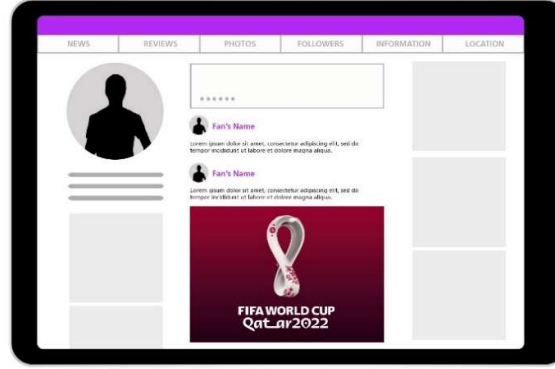 NEWS REVIEWS PHOTOS FOLLOWERS INFORMATION LOCATION
Fan's Name
Lorem ipsum dolor sit amet, consectetur adipiscing elit, sed do
tempor incididunt ut labore et dolore magna aliqua.
Fan's Name
Lorem ipsum dolor sit amet, consectetur adipiscing elit, sed do
tempor incididunt ut labore et dolore magna aliqua.
FIFA WORLD CUP
Qatar2022